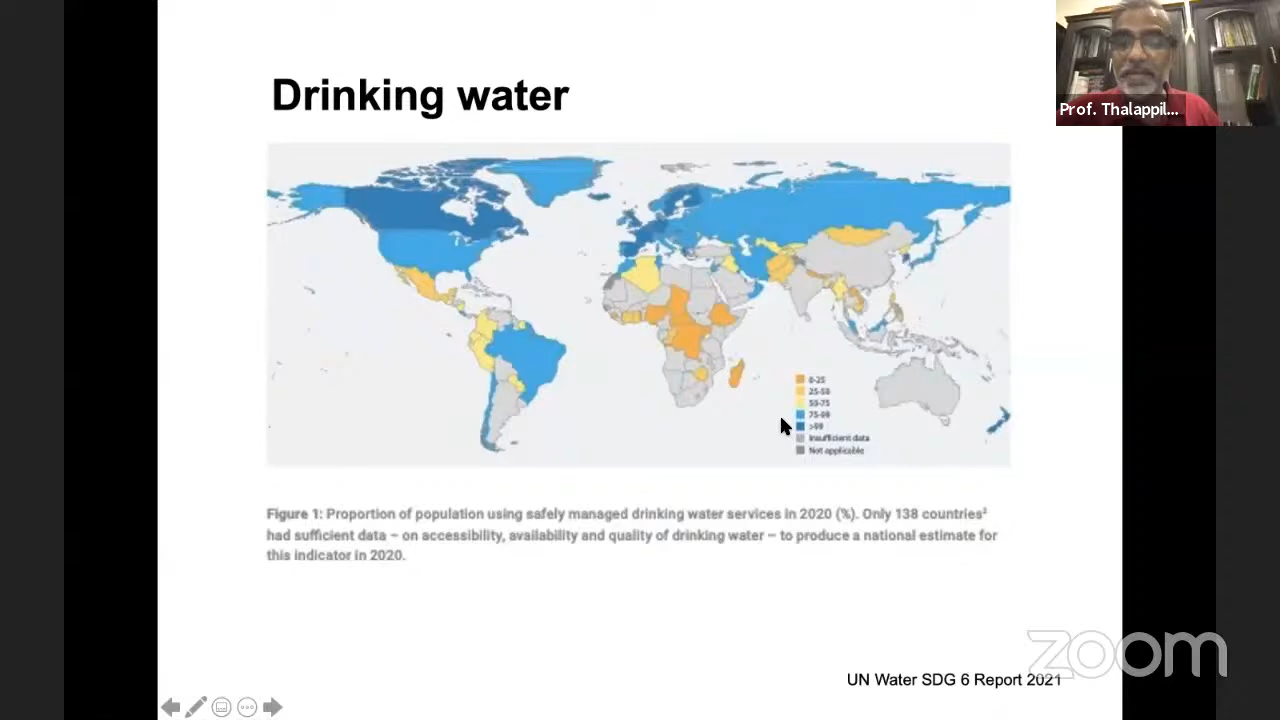 Drinking water
Prof. Thalappil...
0-25
25-50
50-75
75-99
>99
Insufficient data
Not applicable
Figure 1: Proportion of population using safely managed drinking water services in 2020 (%). Only 138 countries²
had sufficient data – on accessibility, availability and quality of drinking water – to produce a national estimate for
this indicator in 2020.
zoom
UN Water SDG 6 Report 2021